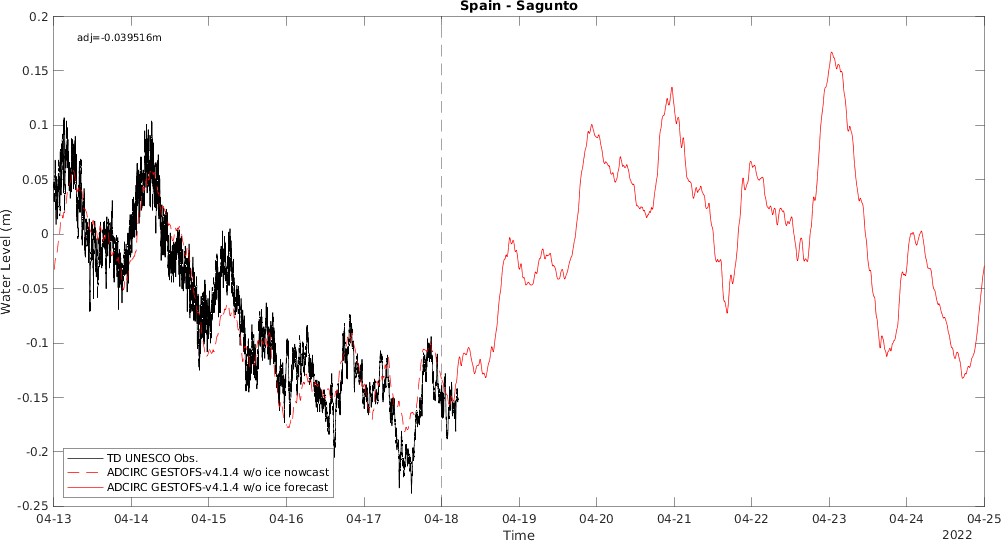 Spain - Sagunto
adj=-0.039516m
0.2
0.15
0.1
0.05
0
-0.05
-0.1
-0.15
-0.2
-0.25
Water Level (m)
TD UNESCO Obs.
ADCIRC GESTOFS-v4.1.4 w/o ice nowcast
ADCIRC GESTOFS-v4.1.4 w/o ice forecast
04-13 04-14 04-15 04-16 04-17 04-18 04-19 04-20 04-21 04-22 04-23 04-24 04-25
Time
2022